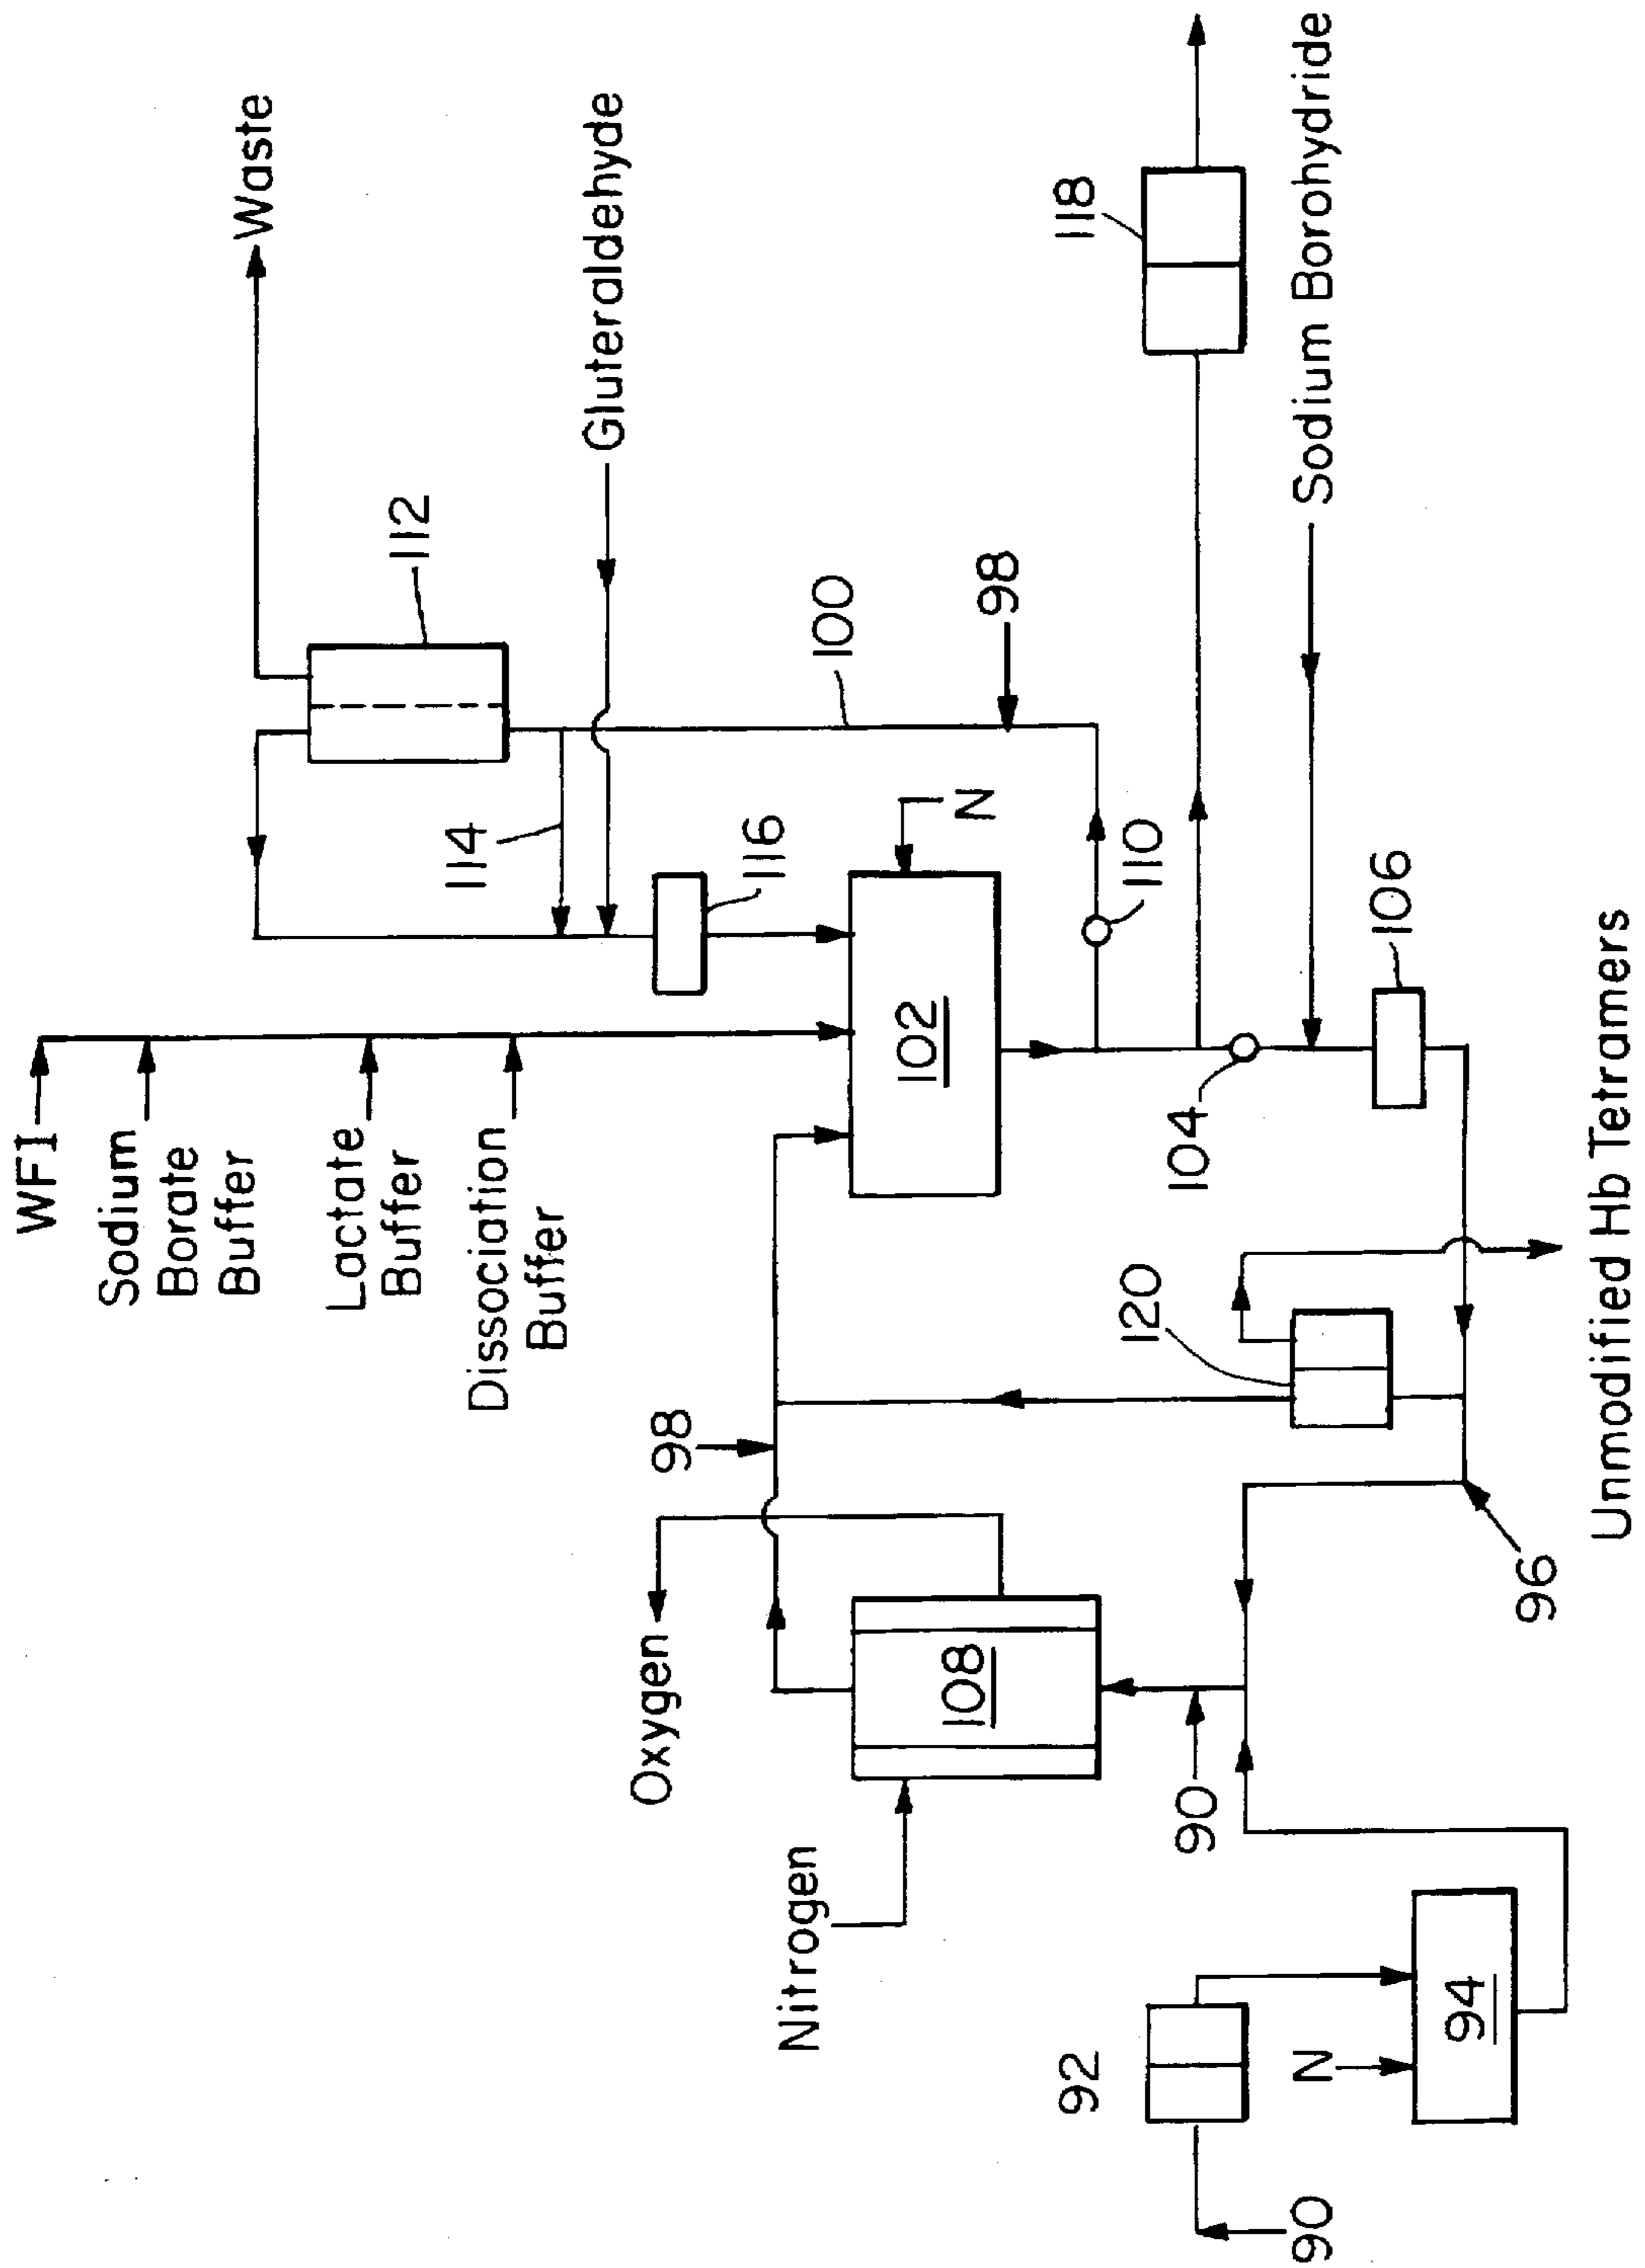 WFI
Sodium
Borate
Buffer
Lactate
Buffer
Dissociation
Buffer
Waste
112
Gluteraldehyde
114
116
100
N
98
102
110
118
104
Sodium Borohydride
106
98
120
Oxygen
108
Nitrogen
90
96
Unmodified Hb Tetramers
92
N
94
90